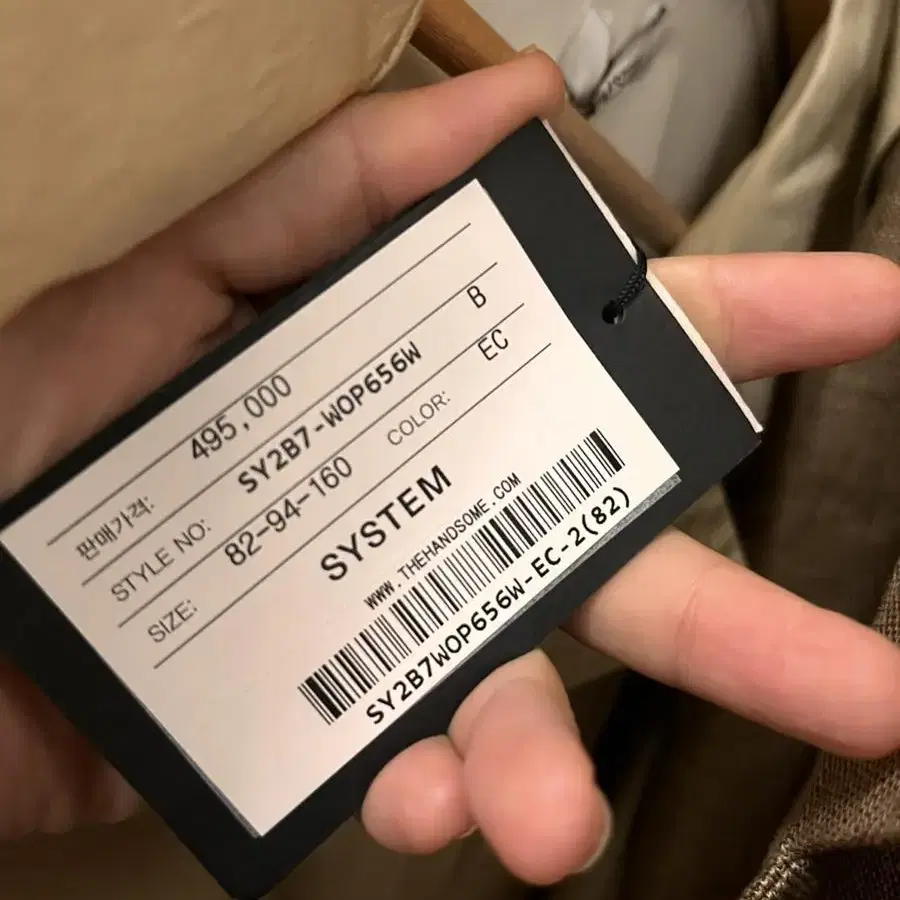 판매가격: 495,000
STYLE NO: SY2B7-WOP656W B
SIZE: 82-94-160 COLOR: EC
SYSTEM
WWW.THEHANDSOME.COM
SY2B7WOP656W-EC-2(82)